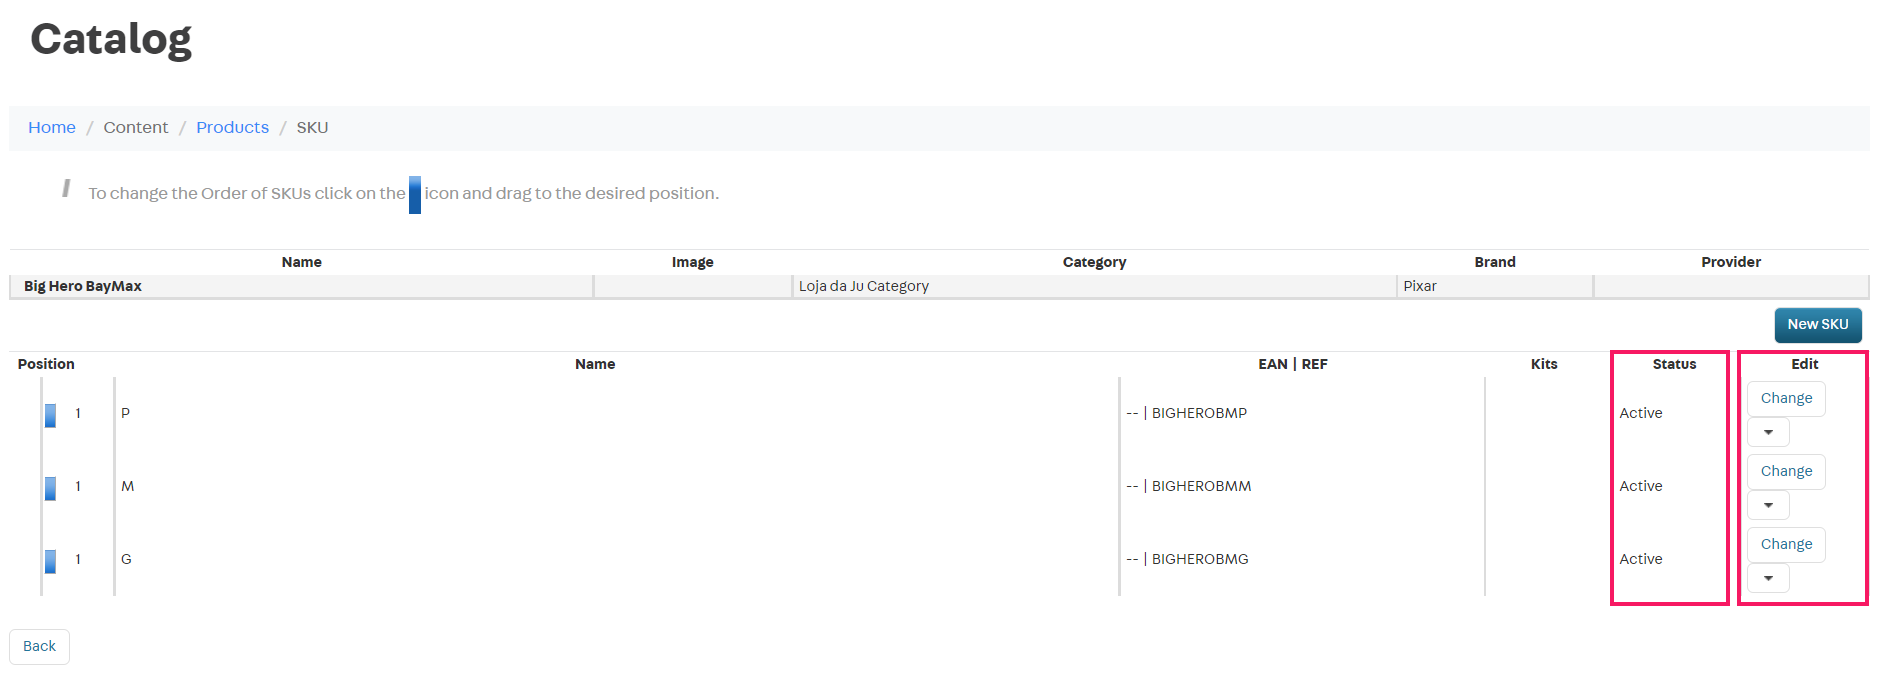 Catalog
Home / Content / Products / SKU
To change the Order of SKUs click on the icon and drag to the desired position.
Name Image Category Brand Provider
Big Hero BayMax Loja da Ju Category Pixar
New SKU
Position Name EAN | REF Kits Status Edit
1 P -- | BIGHEROBMP Active Change
1 M -- | BIGHEROBMM Active Change
1 G -- | BIGHEROBMG Active Change
Back